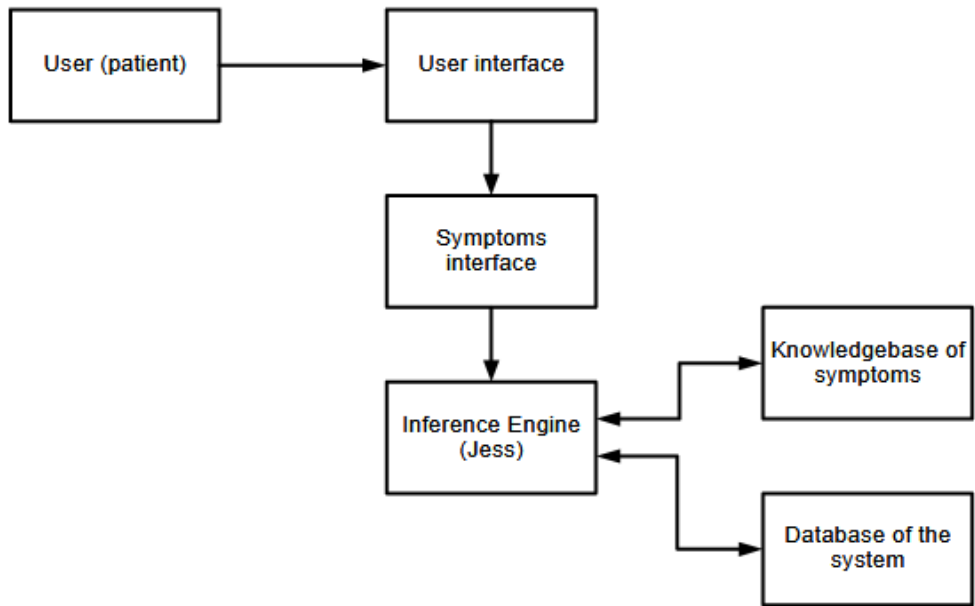 User (patient)
User interface
Symptoms
interface
Inference Engine
(Jess)
Knowledgebase of
symptoms
Database of the
system